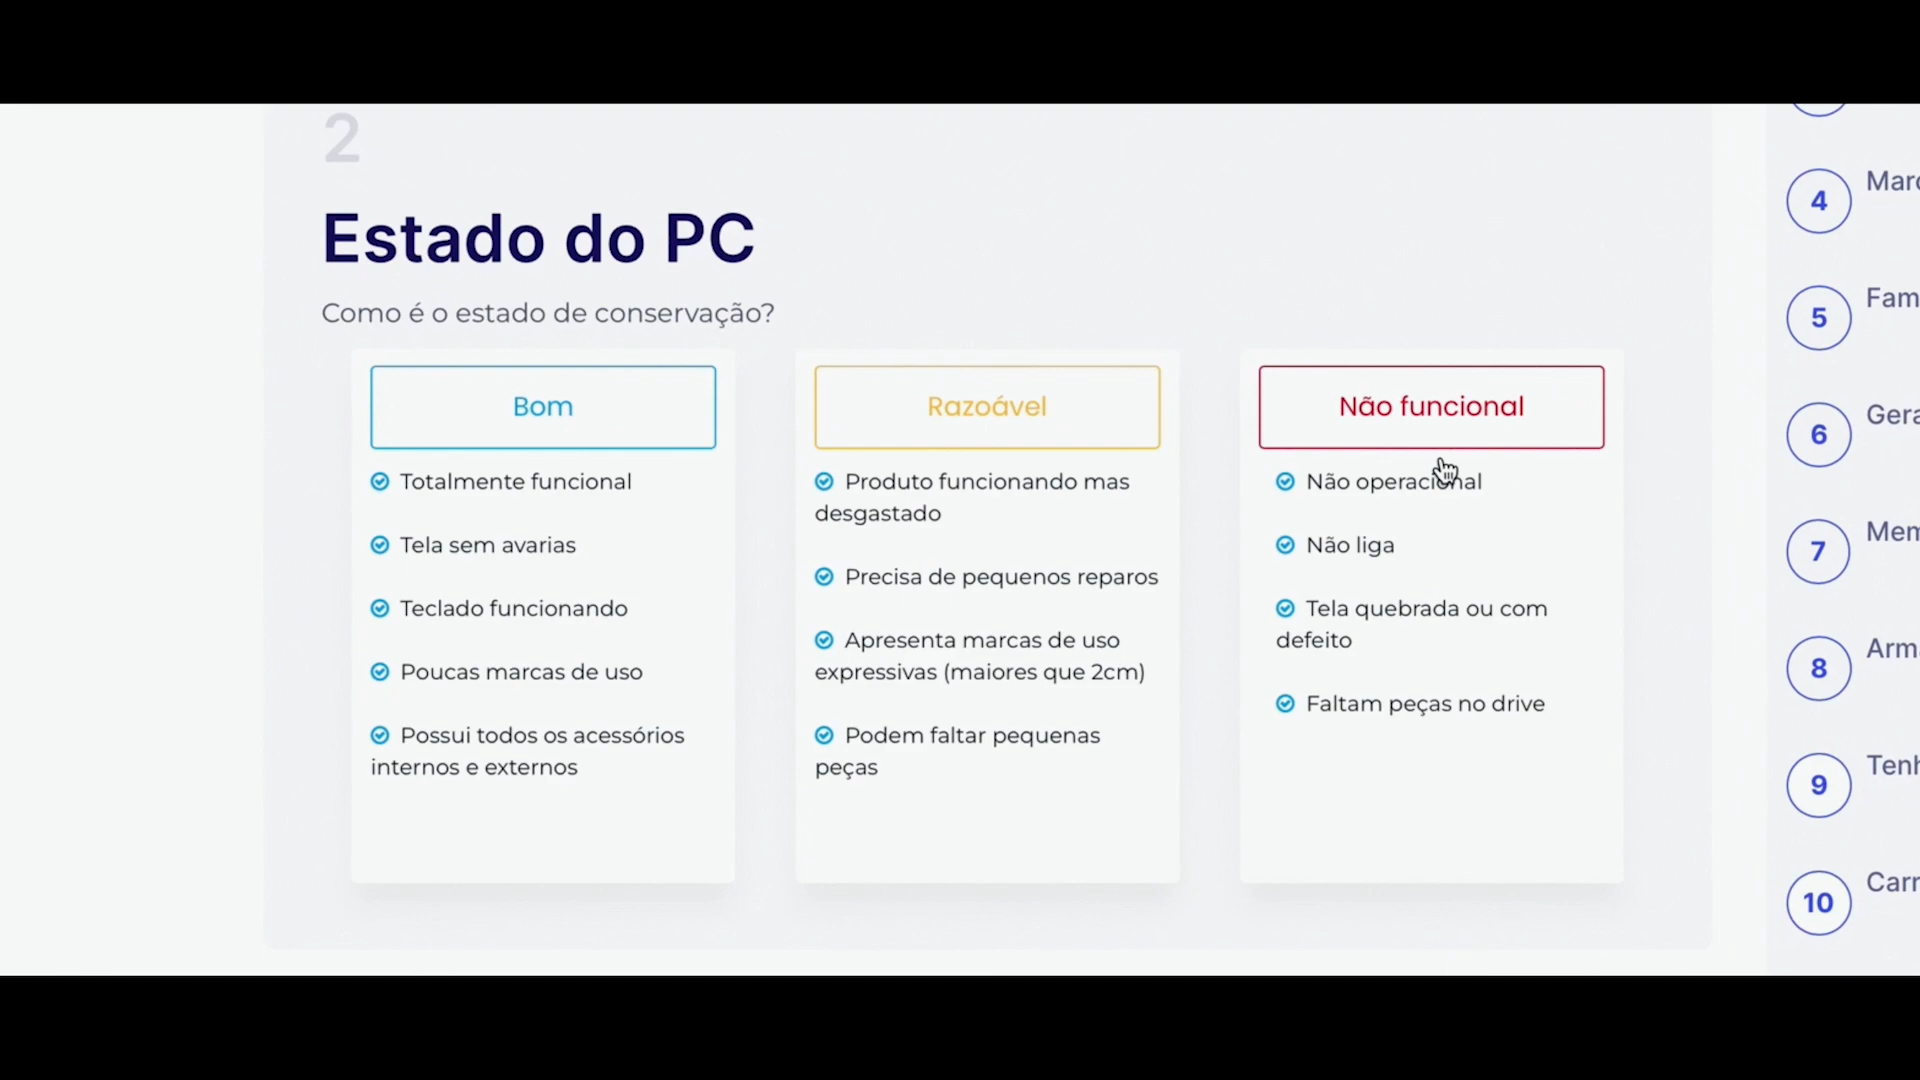 2
Estado do PC
Como é o estado de conservação?
Bom
Totalmente funcional
Tela sem avarias
Teclado funcionando
Poucas marcas de uso
Possui todos os acessórios
internos e externos
Razoável
Produto funcionando mas
desgastado
Precisa de pequenos reparos
Apresenta marcas de uso
expressivas (maiores que 2cm)
Podem faltar pequenas
peças
Não funcional
Não operacional
Não liga
Tela quebrada ou com
defeito
Faltam peças no drive
4
5
6
7
8
9
10